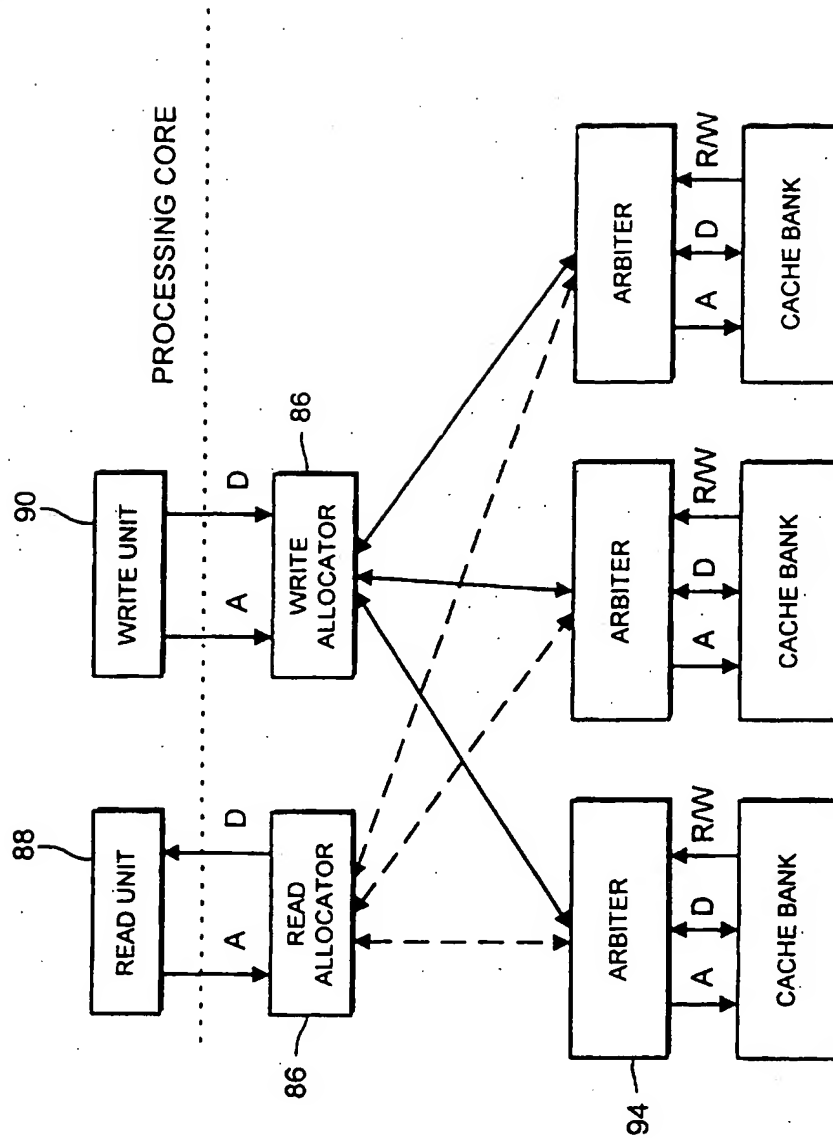 PROCESSING CORE
88
90
READ UNIT
WRITE UNIT
A
D
A
D
86
READ
ALLOCATOR
WRITE
ALLOCATOR
86
94
ARBITER
ARBITER
ARBITER
A
D
R/W
A
D
R/W
A
D
R/W
CACHE BANK
CACHE BANK
CACHE BANK